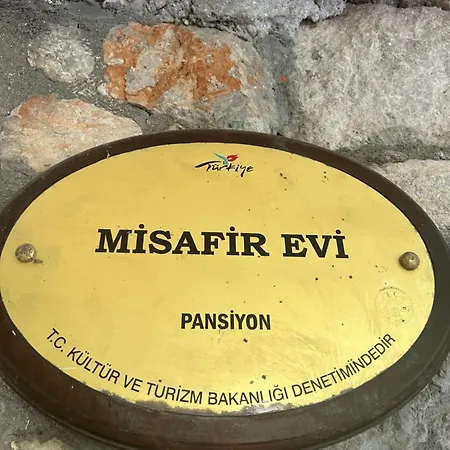 Türkiye
MİSAFİR EVİ
PANSİYON
T.C. KÜLTÜR VE TURİZM BAKANLIĞI DENETİMİNDEDİR